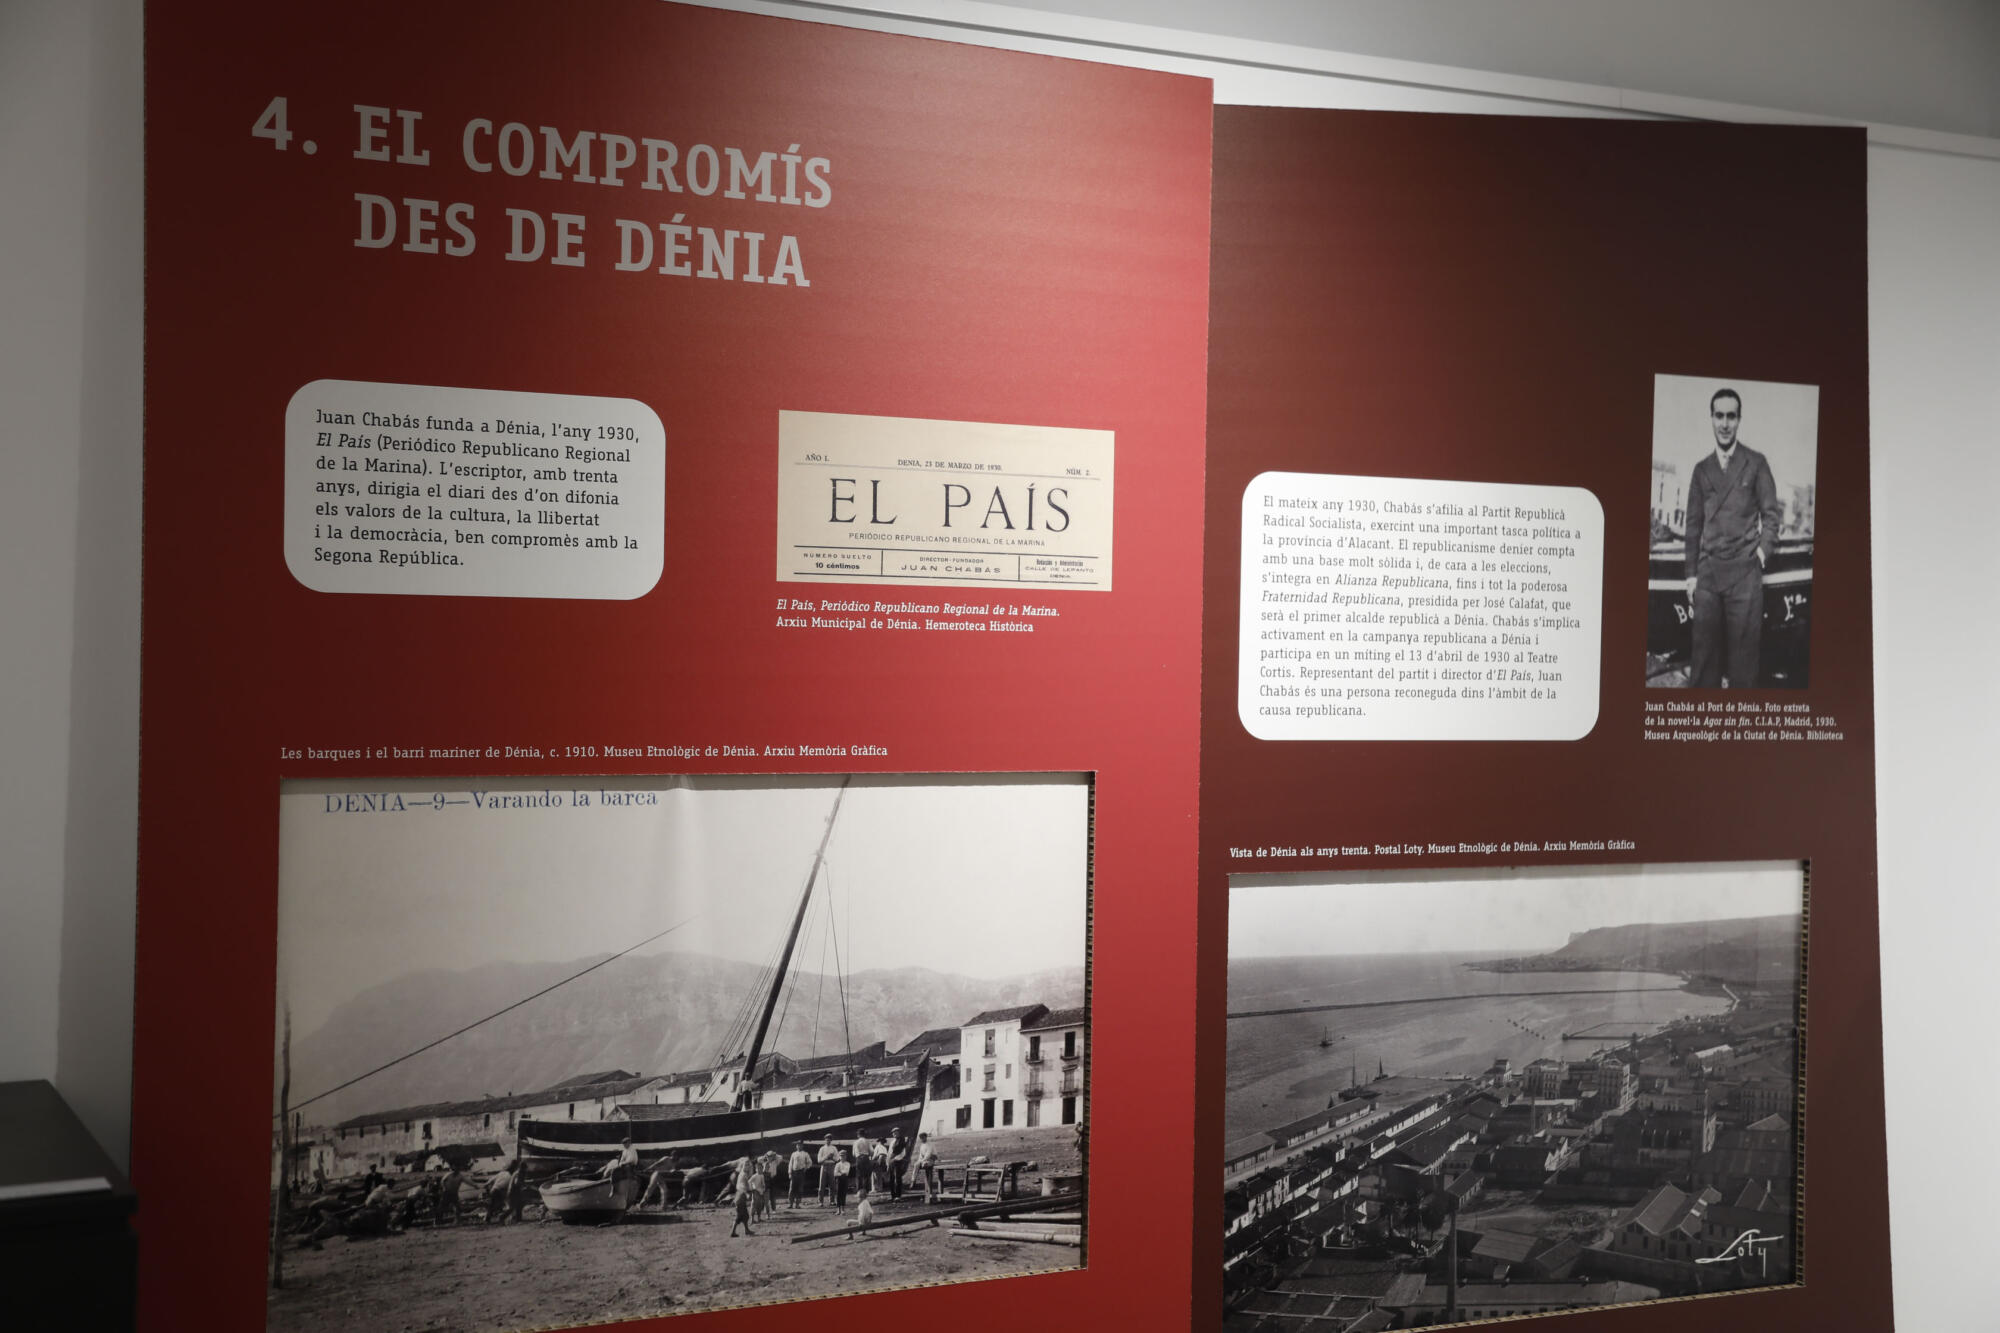 4. EL COMPROMÍS
DES DE DÉNIA
Juan Chabás funda a Dénia, l'any 1930,
El País (Periódico Republicano Regional
de la Marina). L'escriptor, amb trenta
anys, dirigia el diari des d'on difonia
els valors de la cultura, la llibertat
i la democràcia, ben compromès amb la
Segona República.
AÑO I.
DENIA, 23 DE MARZO DE 1930.
NÚM 2.
EL PAÍS
PERIÓDICO REPUBLICANO REGIONAL DE LA MARINA
NÚMERO SUELTO
10 céntimos
DIRECTOR-FUNDADOR
JUAN CHABÁS
Redacción y Administración
CALLE DE LEPANTO
DENIA
El País, Periódico Republicano Regional de la Marina.
Arxiu Municipal de Dénia. Hemeroteca Històrica
Les barques i el barri mariner de Dénia, c. 1910. Museu Etnològic de Dénia. Arxiu Memòria Gràfica
DENIA—9—Varando la barca
El mateix any 1930, Chabás s'afilia al Partit Republicà
Radical Socialista, exercint una important tasca política a
la província d'Alacant. El republicanisme denier compta
amb una base molt sòlida i, de cara a les eleccions,
s'integra en Alianza Republicana, fins i tot la poderosa
Fraternidad Republicana, presidida per José Calafat, que
serà el primer alcalde republicà a Dénia. Chabás s'implica
activament en la campanya republicana a Dénia i
participa en un míting el 13 d'abril de 1930 al Teatre
Cortis. Representant del partit i director d'El País, Juan
Chabás és una persona reconeguda dins l'àmbit de la
causa republicana.
Juan Chabás al Port de Dénia. Foto extreta
de la novel·la Agor sin fin. C.I.A.P, Madrid, 1930.
Museu Arqueològic de la Ciutat de Dénia. Biblioteca
Vista de Dénia als anys trenta. Postal Loty. Museu Etnològic de Dénia. Arxiu Memòria Gràfica
Loty